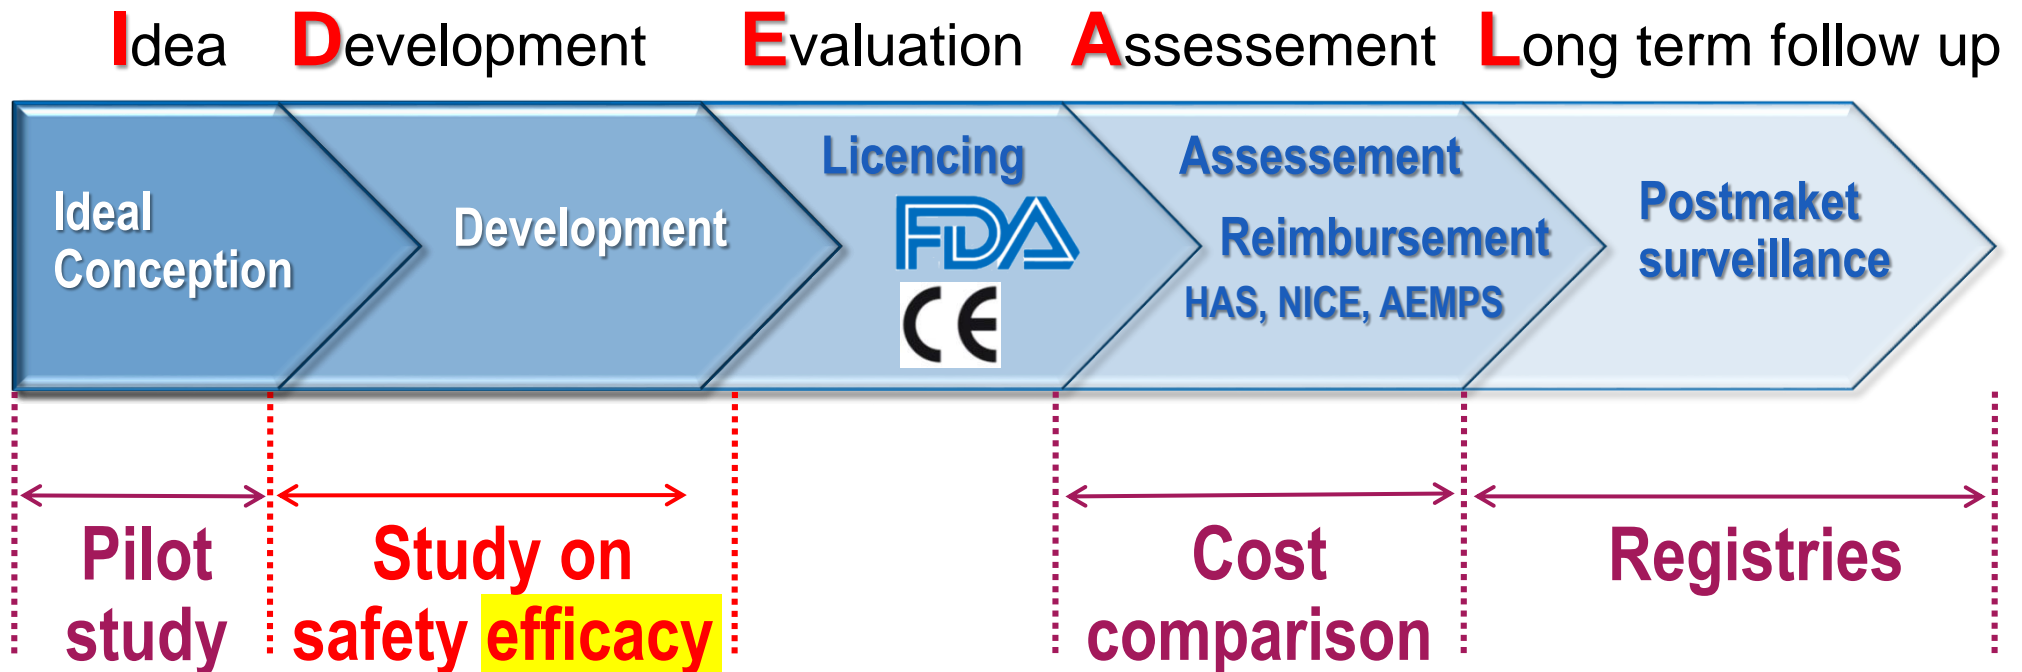 Idea Development Evaluation Assessement Long term follow up
Ideal
Conception
Development
Licencing
FDA
CE
Assessement
Reimbursement
HAS, NICE, AEMPS
Postmaket
surveillance
Pilot
study
Study on
safety efficacy
Cost
comparison
Registries